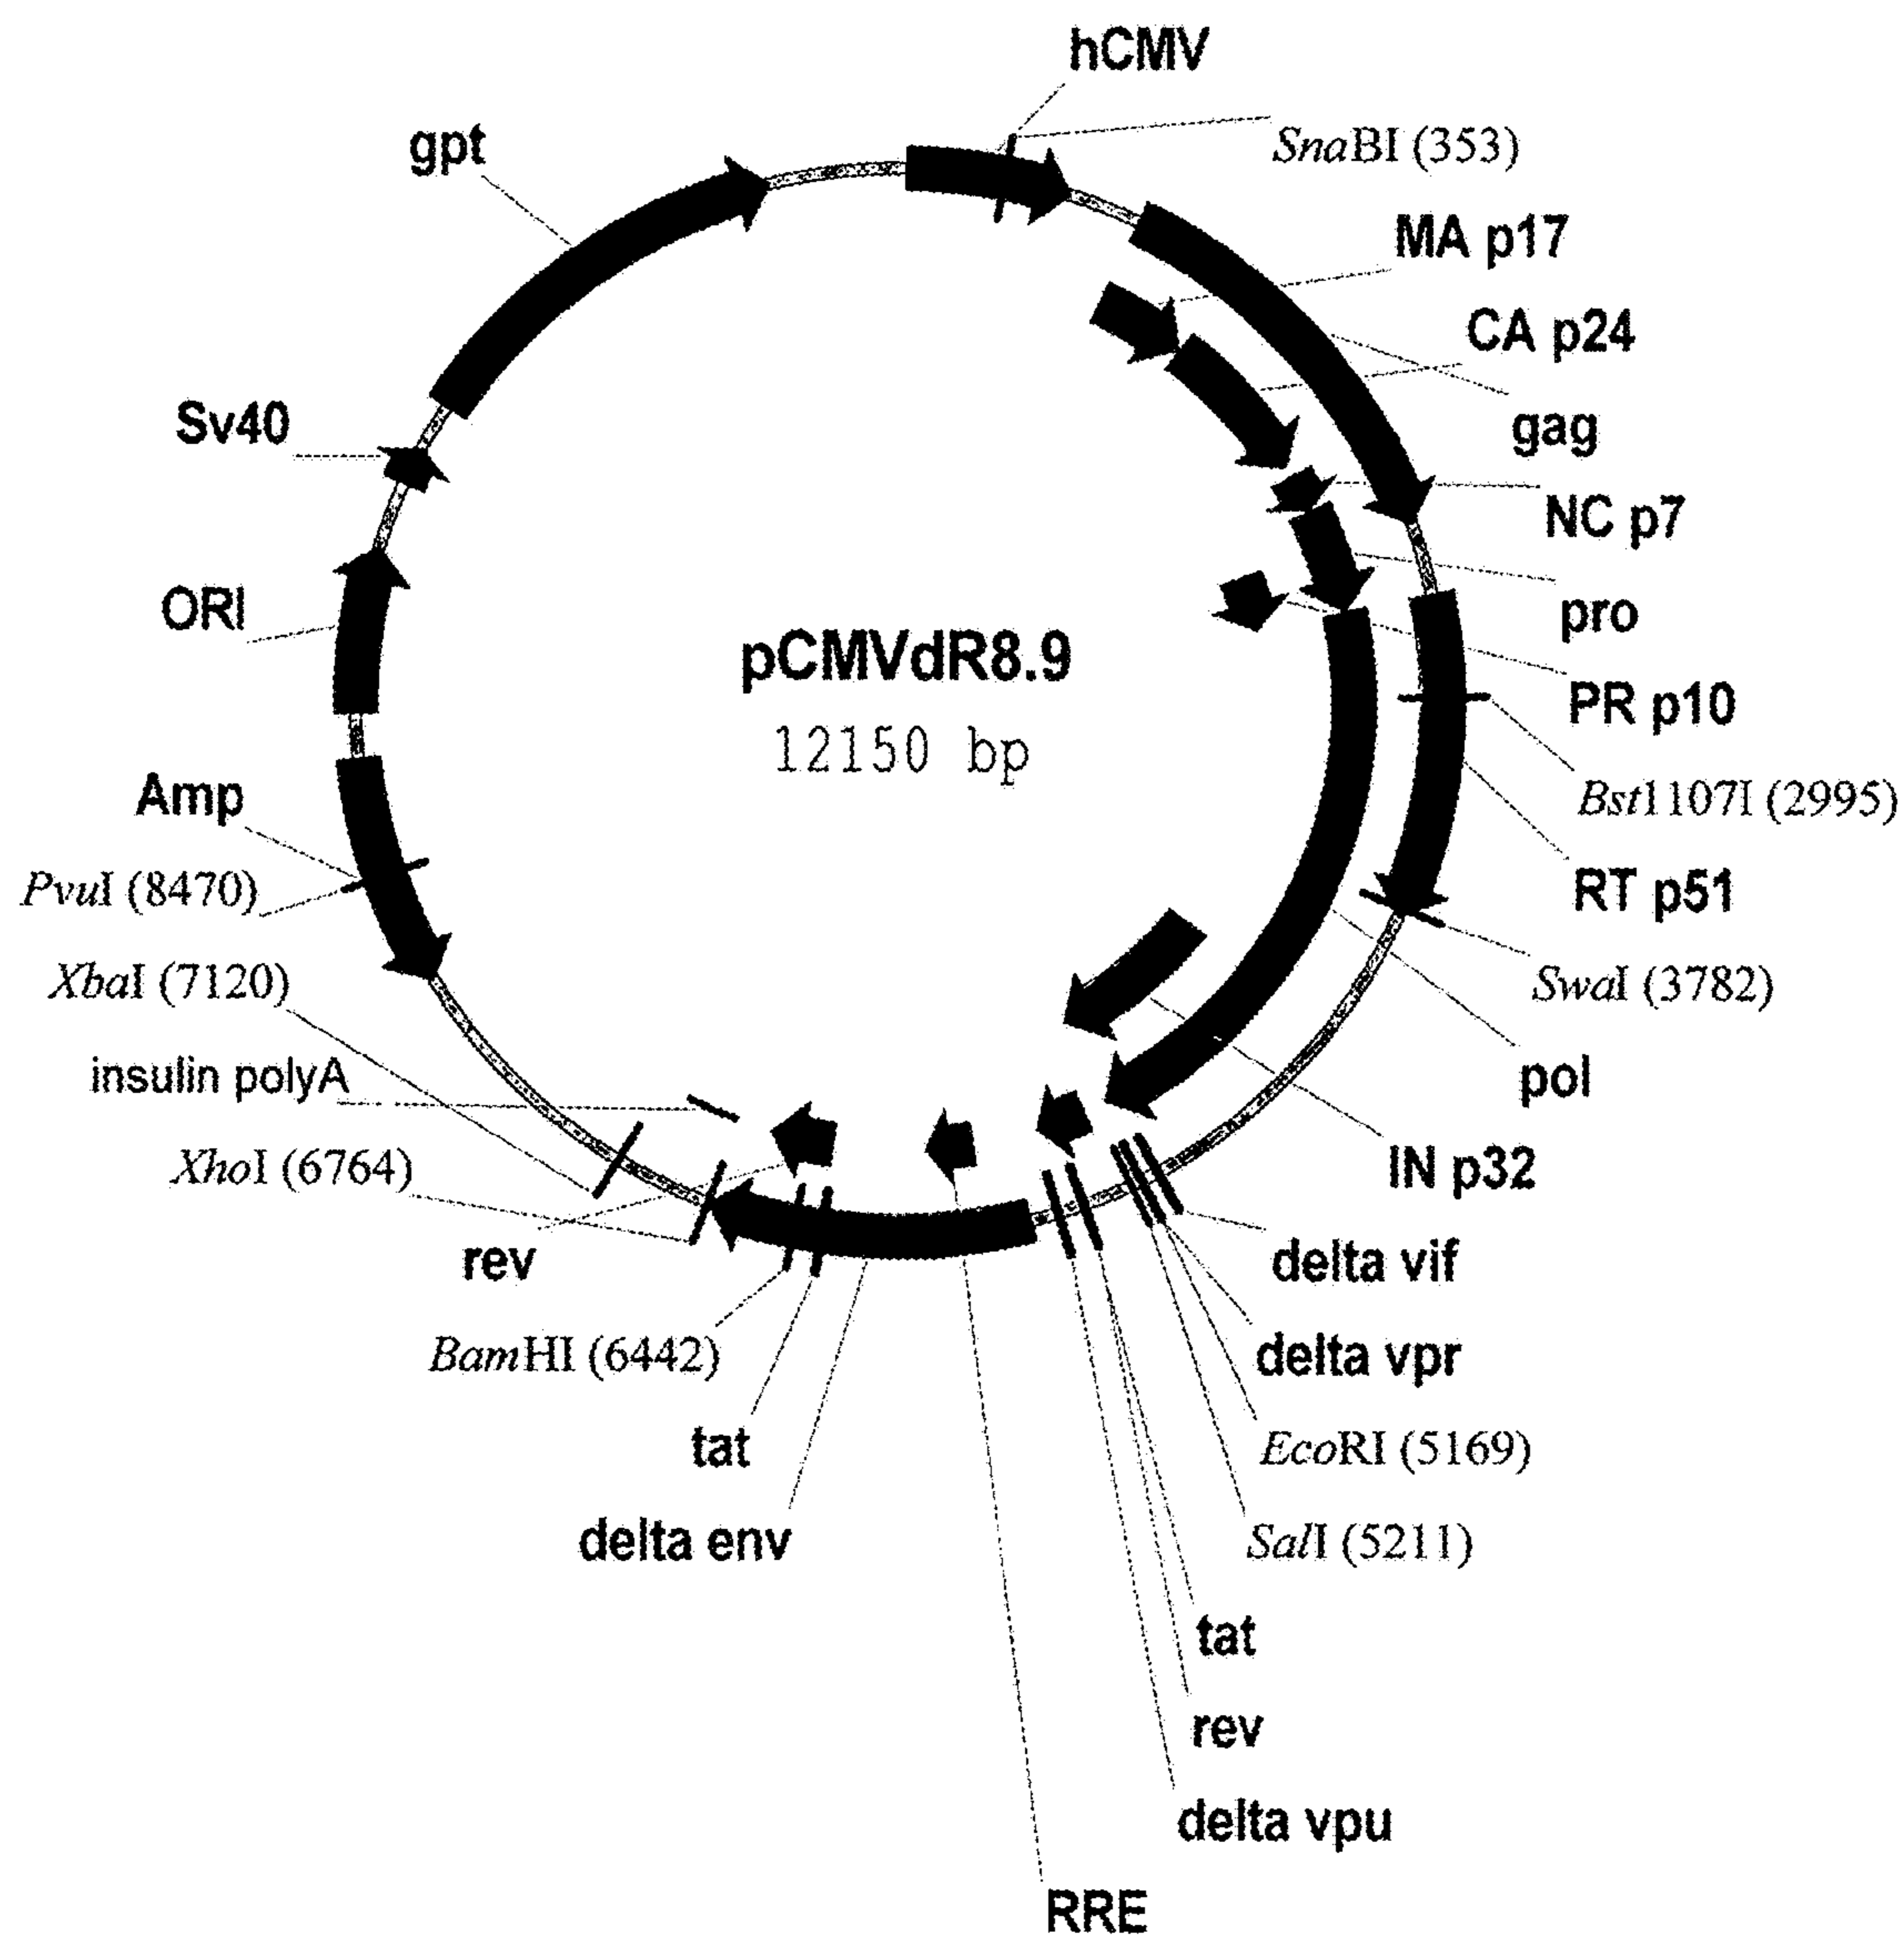 hCMV
gpt
SnaBI (353)
MA p17
CA p24
Sv40
gag
NC p7
ORI
pro
pCMVdR8.9
PR p10
12150 bp
Amp
Bst1107I (2995)
PvuI (8470)
RT p51
XbaI (7120)
SwaI (3782)
insulin polyA
pol
XhoI (6764)
IN p32
rev
delta vif
BamHI (6442)
delta vpr
tat
EcoRI (5169)
delta env
SalI (5211)
tat
rev
delta vpu
RRE